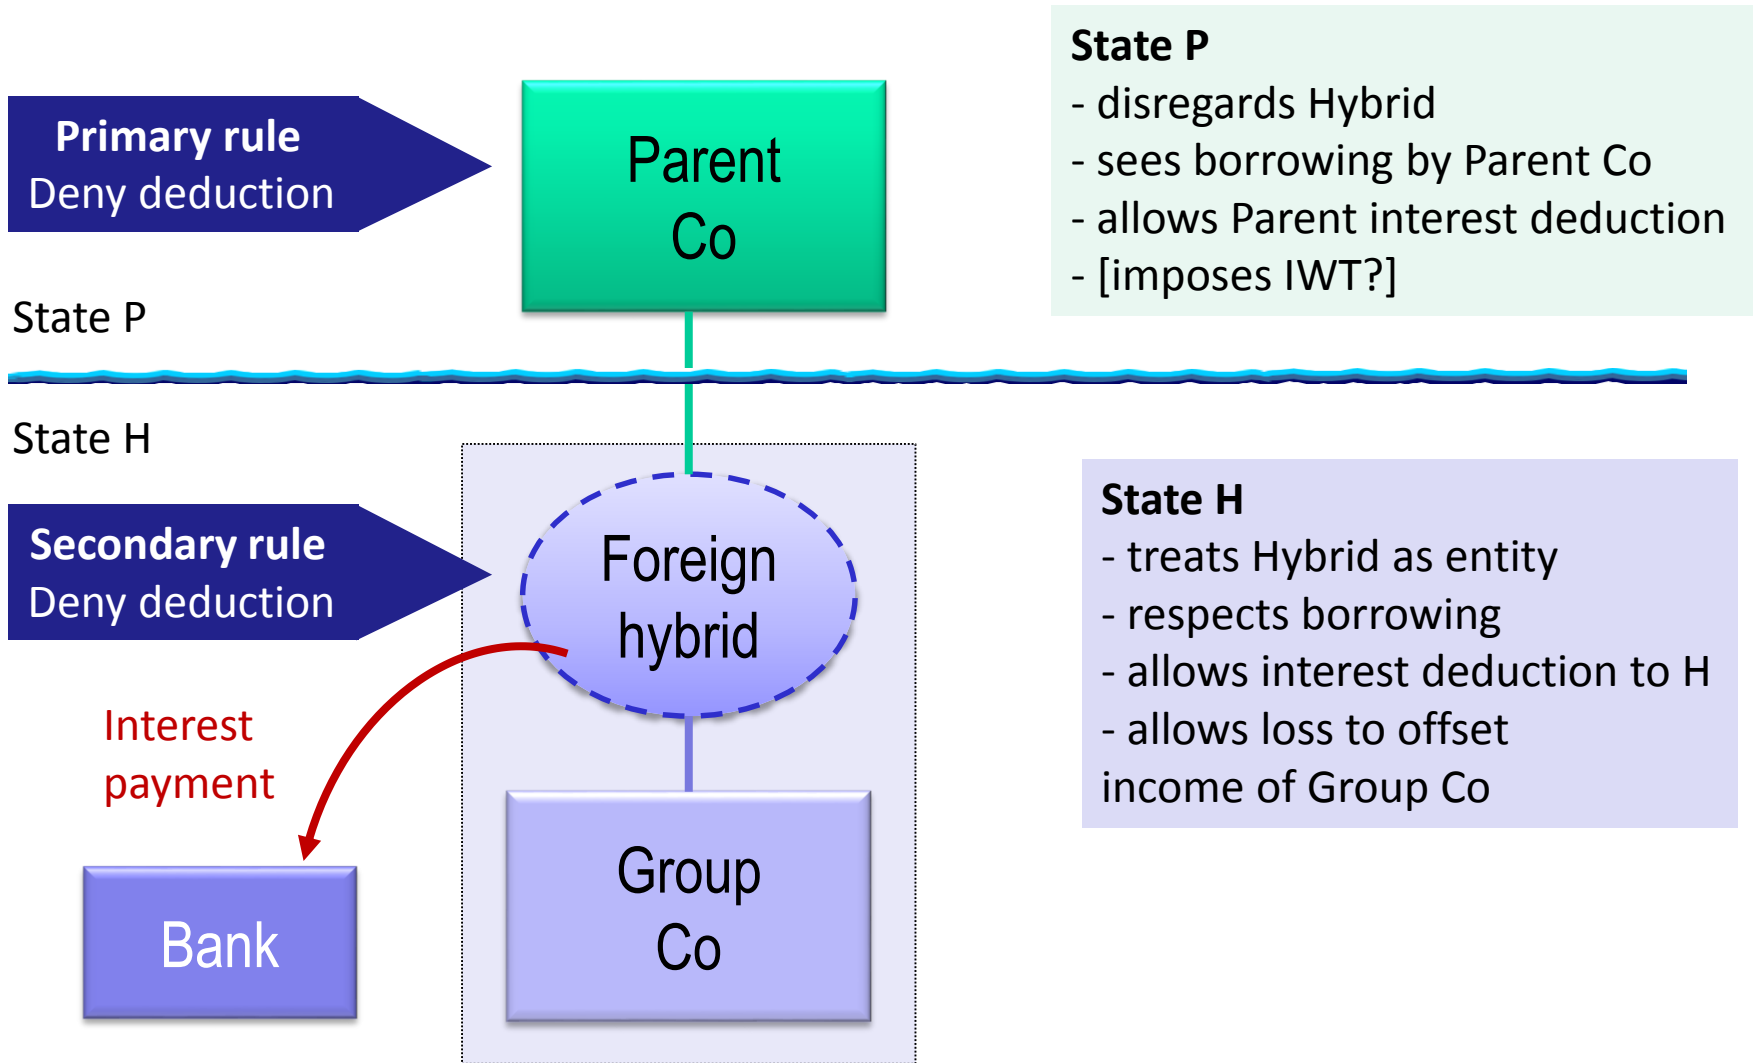 Primary rule
Deny deduction
Parent
Co
State P
- disregards Hybrid
- sees borrowing by Parent Co
- allows Parent interest deduction
- [imposes IWT?]
State P
State H
Secondary rule
Deny deduction
Foreign
hybrid
State H
- treats Hybrid as entity
- respects borrowing
- allows interest deduction to H
- allows loss to offset
income of Group Co
Interest
payment
Bank
Group
Co